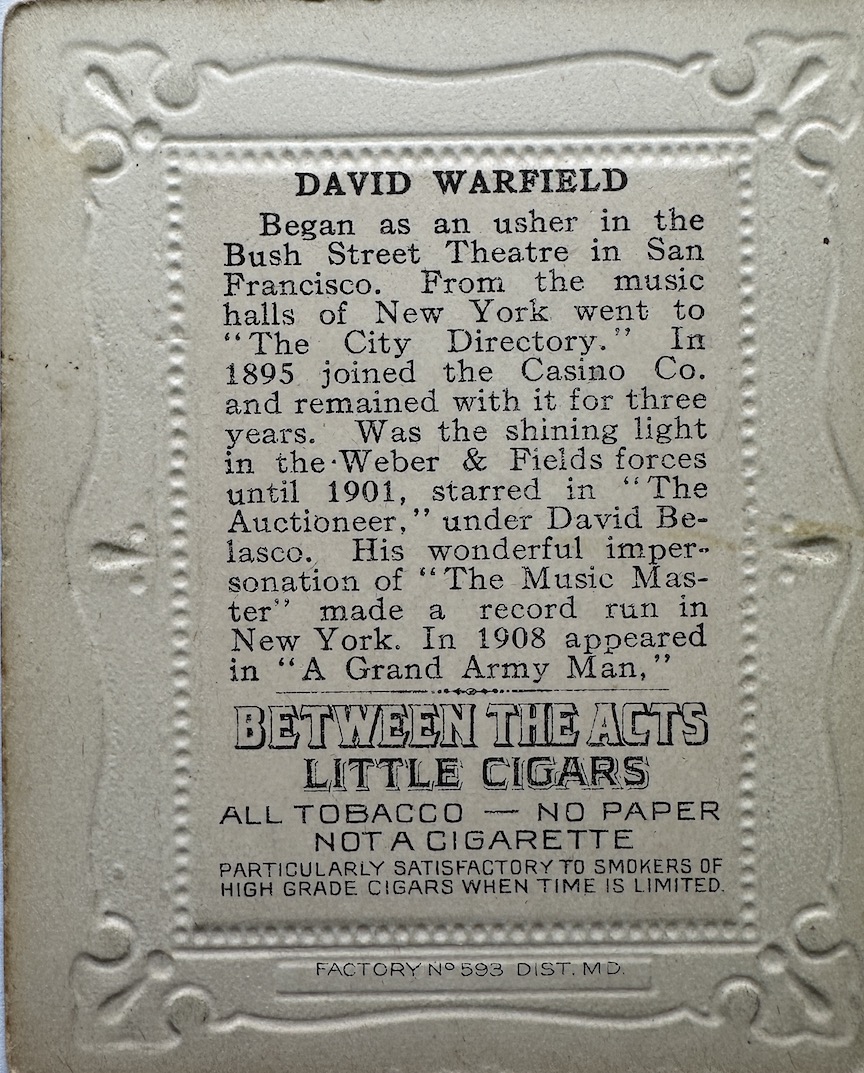 DAVID WARFIELD
Began as an usher in the
Bush Street Theatre in San
Francisco. From the music
halls of New York went to
“The City Directory.” In
1895 joined the Casino Co.
and remained with it for three
years. Was the shining light
in the Weber & Fields forces
until 1901, starred in “The
Auctioneer,” under David Be-
lasco. His wonderful imper-
sonation of “The Music Mas-
ter” made a record run in
New York. In 1908 appeared
in “A Grand Army Man,”
BETWEEN THE ACTS
LITTLE CIGARS
ALL TOBACCO — NO PAPER
NOT A CIGARETTE
PARTICULARLY SATISFACTORY TO SMOKERS OF
HIGH GRADE CIGARS WHEN TIME IS LIMITED.
FACTORY Nº 593 DIST. MD.